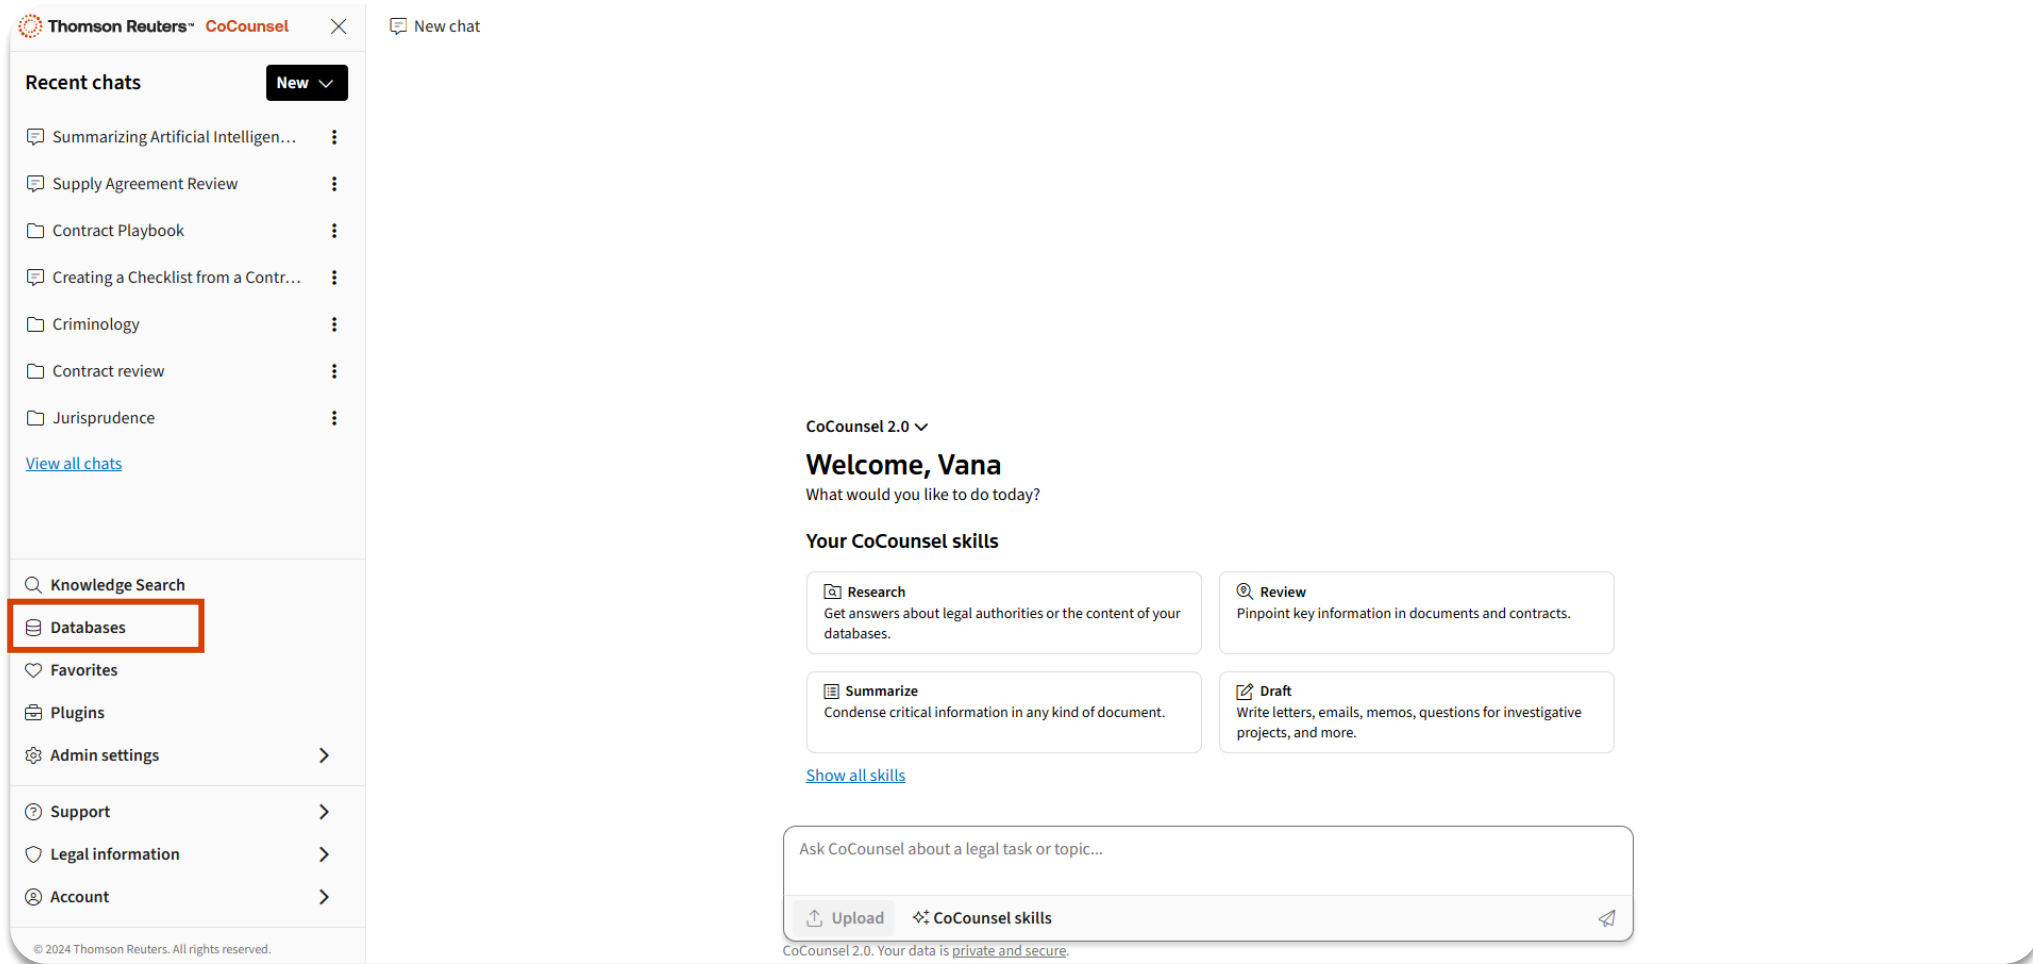 Thomson Reuters™ CoCounsel
Recent chats
New
Summarizing Artificial Intelligen...
Supply Agreement Review
Contract Playbook
Creating a Checklist from a Contr...
Criminology
Contract review
Jurisprudence
View all chats
Knowledge Search
Databases
Favorites
Plugins
Admin settings
Support
Legal information
Account
© 2024 Thomson Reuters. All rights reserved.
New chat
CoCounsel 2.0
Welcome, Vana
What would you like to do today?
Your CoCounsel skills
Research
Get answers about legal authorities or the content of your
databases.
Review
Pinpoint key information in documents and contracts.
Summarize
Condense critical information in any kind of document.
Draft
Write letters, emails, memos, questions for investigative
projects, and more.
Show all skills
Ask CoCounsel about a legal task or topic...
Upload
CoCounsel skills
CoCounsel 2.0. Your data is private and secure.